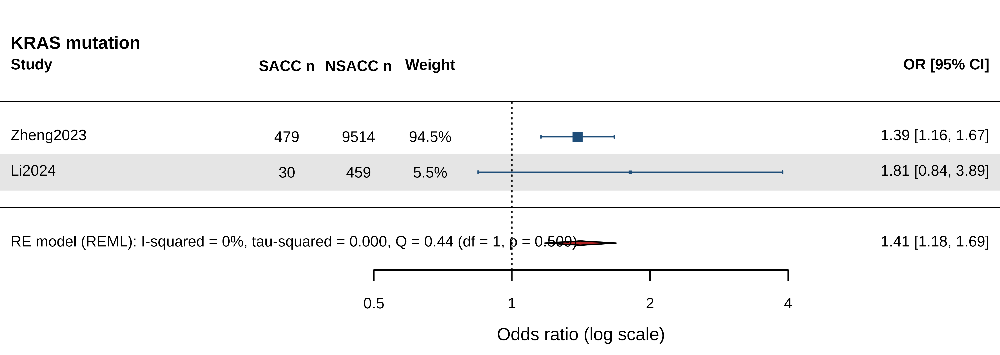 KRAS mutation
Study SACC n NSACC n Weight OR [95% CI]
Zheng2023 479 9514 94.5% 1.39 [1.16, 1.67]
Li2024 30 459 5.5% 1.81 [0.84, 3.89]
RE model (REML): I-squared = 0%, tau-squared = 0.000, Q = 0.44 (df = 1, p = 0.509) 1.41 [1.18, 1.69]
0.5 1 2 4
Odds ratio (log scale)